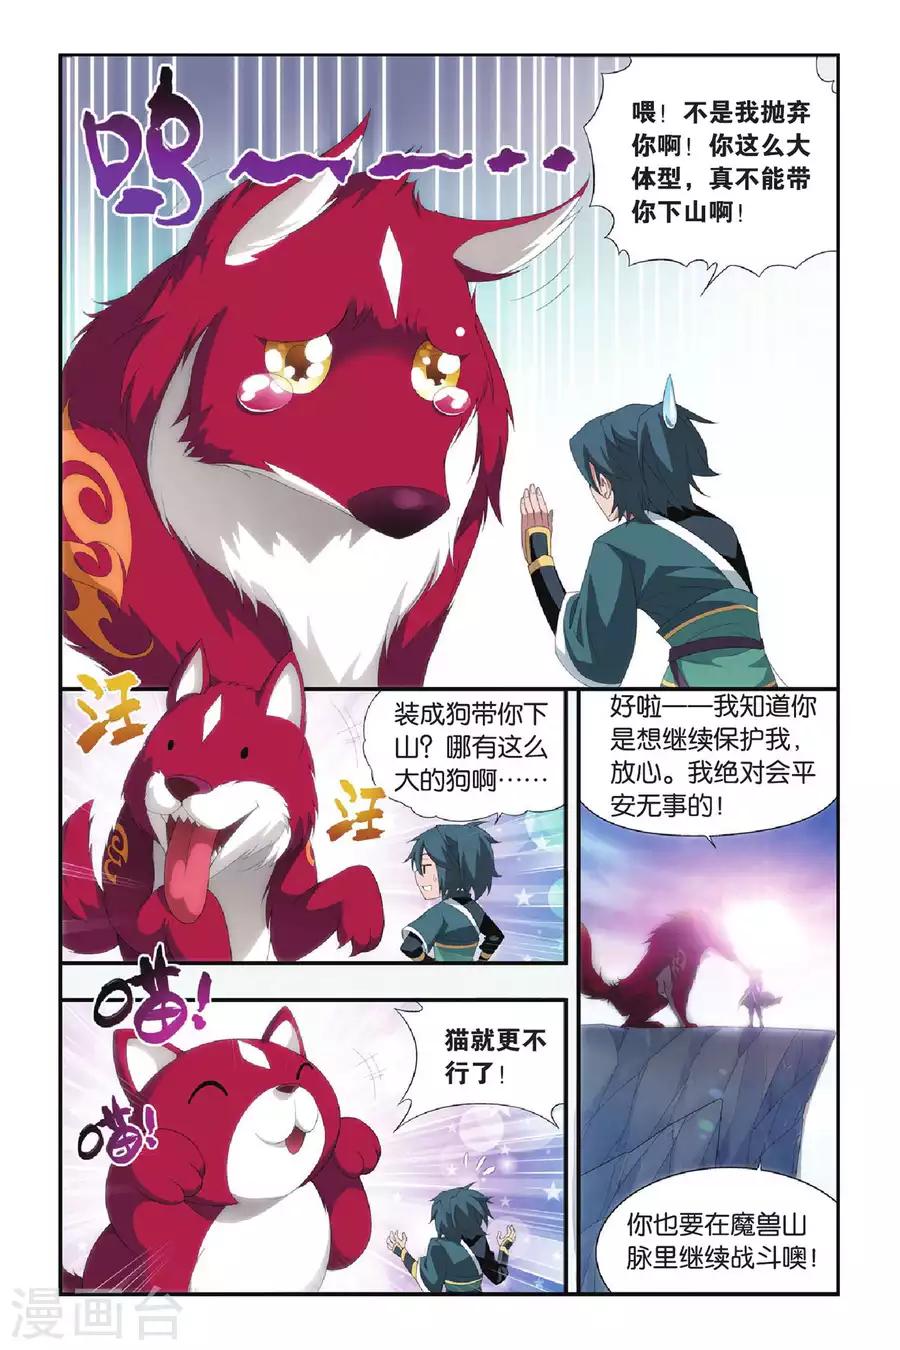 呜~~—··
喂！不是我抛弃
你啊！你这么大
体型，真不能带
你下山啊！
汪
汪
装成狗带你下
山？哪有这么
大的狗啊……
喵！
喵！
猫就更不
行了！
好啦——我知道你
是想继续保护我，
放心。我绝对会平
安无事的！
你也要在魔兽山
脉里继续战斗噢！
漫画台